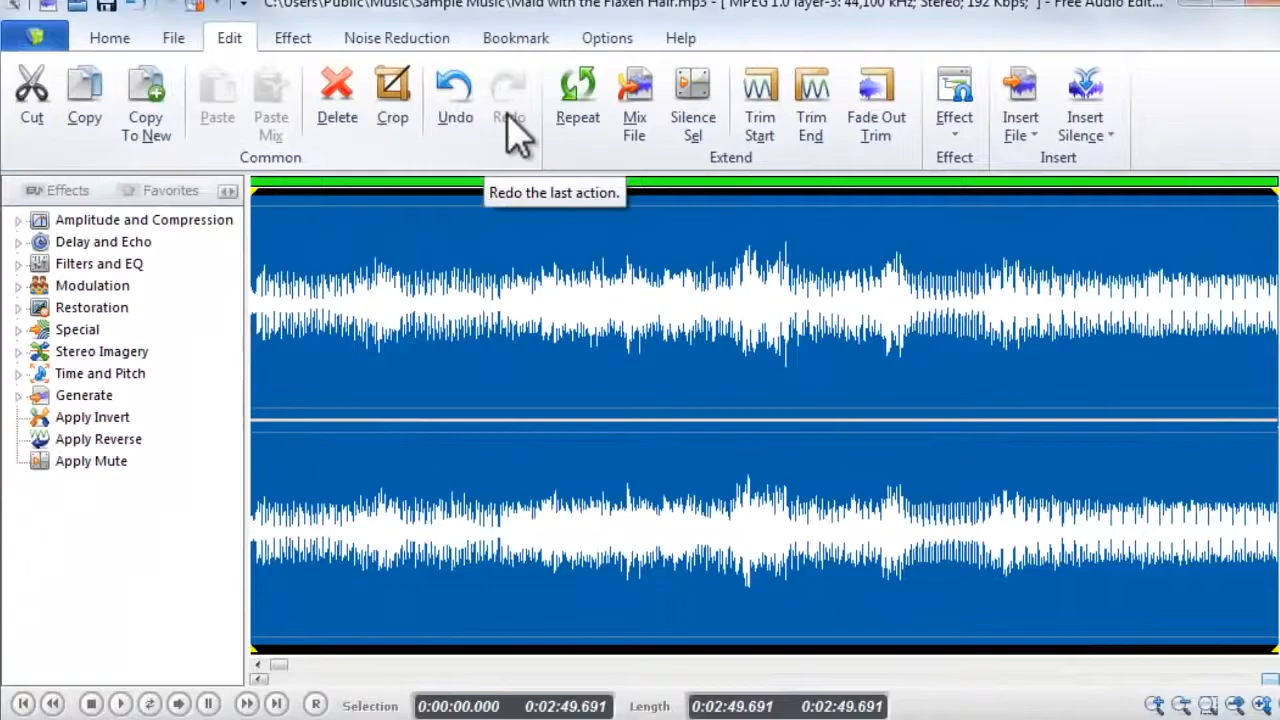 C:\Users\Public\Music\Sample Music\Maid with the Flaxen Hair.mp3 - [ MPEG 1.0 layer-3: 44,100 kHz; Stereo; 192 Kbps; ] - Free Audio Edit...
Home File Edit Effect Noise Reduction Bookmark Options Help
Cut Copy Copy To New Paste Paste Mix Delete Crop Undo Redo Repeat Mix File Silence Sel Trim Start Trim End Fade Out Trim Effect Insert File Insert Silence
Common Extend Effect Insert
Redo the last action.
Effects Favorites
Amplitude and Compression
Delay and Echo
Filters and EQ
Modulation
Restoration
Special
Stereo Imagery
Time and Pitch
Generate
Apply Invert
Apply Reverse
Apply Mute
R Selection 0:00:00.000 0:02:49.691 Length 0:02:49.691 0:02:49.691